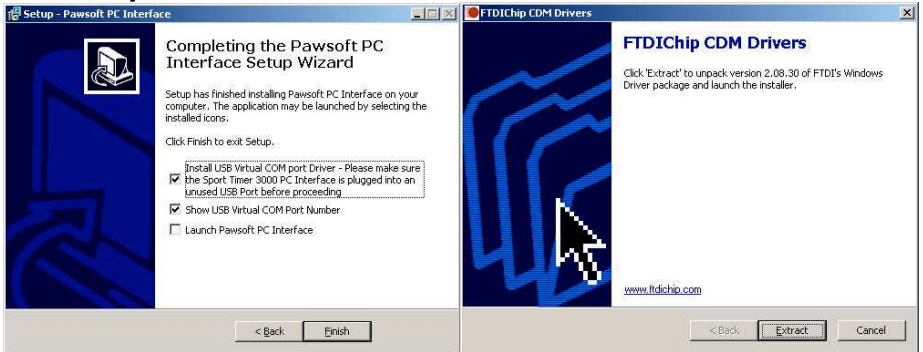 Setup - Pawsoft PC Interface
Completing the Pawsoft PC
Interface Setup Wizard
Setup has finished installing Pawsoft PC Interface on your
computer. The application may be launched by selecting the
installed icons.
Click Finish to exit Setup.
Install USB Virtual COM port Driver - Please make sure
the Sport Timer 3000 PC Interface is plugged into an
unused USB Port before proceeding
Show USB Virtual COM Port Number
Launch Pawsoft PC Interface
< Back
Finish
FTDIChip CDM Drivers
FTDIChip CDM Drivers
Click 'Extract' to unpack version 2.08.30 of FTDI's Windows
Driver package and launch the installer.
www.ftdichip.com
< Back
Extract
Cancel